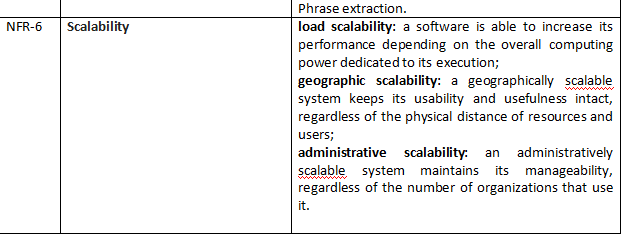 Phrase extraction.
NFR-6 Scalability load scalability: a software is able to increase its
performance depending on the overall computing
power dedicated to its execution;
geographic scalability: a geographically scalable
system keeps its usability and usefulness intact,
regardless of the physical distance of resources and
users;
administrative scalability: an administratively
scalable system maintains its manageability,
regardless of the number of organizations that use
it.